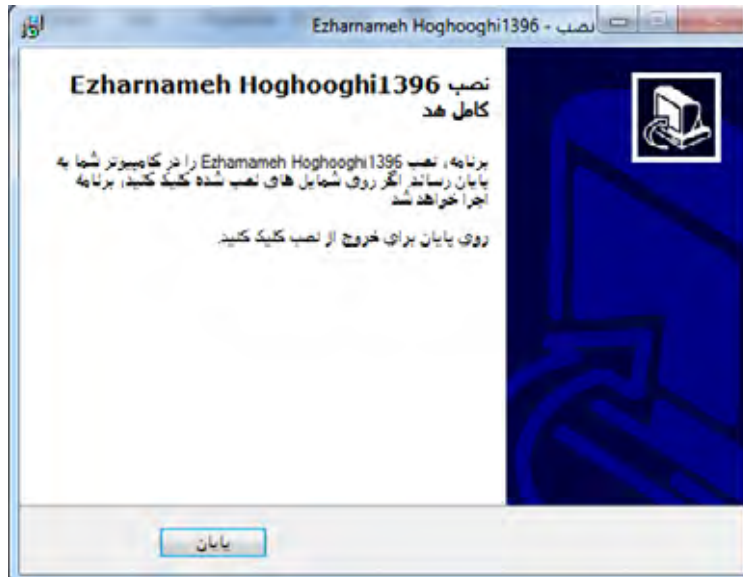 نصب - Ezharnameh Hoghooghi1396
نصب Ezharnameh Hoghooghi1396
کامل هد
برنامه، نصب Ezharnameh Hoghooghi1396 را در کامپیوتر شما به
پایان رساند. اگر روی شمایل های نصب شده کلیک کنید، برنامه
اجرا خواهد شد
روی پایان برای خروج از نصب کلیک کنید.
پایان